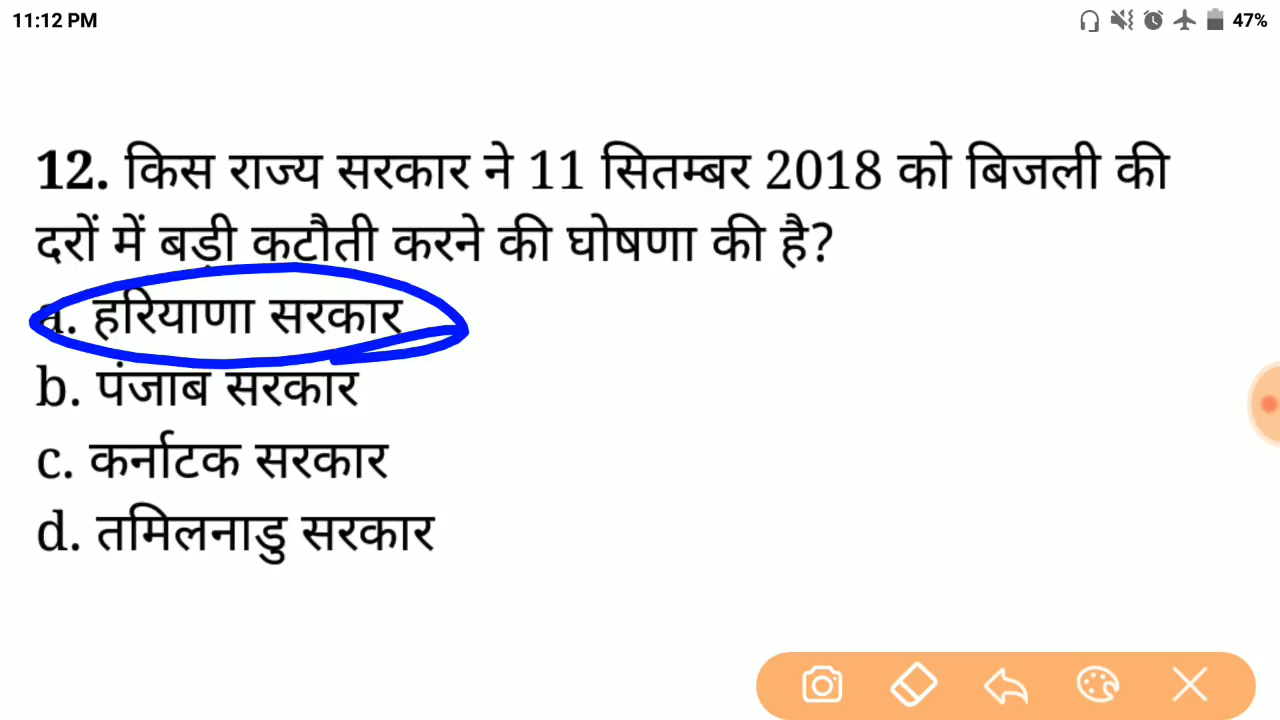 11:12 PM
47%
12. किस राज्य सरकार ने 11 सितम्बर 2018 को बिजली की
दरों में बड़ी कटौती करने की घोषणा की है?
a. हरियाणा सरकार
b. पंजाब सरकार
c. कर्नाटक सरकार
d. तमिलनाडु सरकार